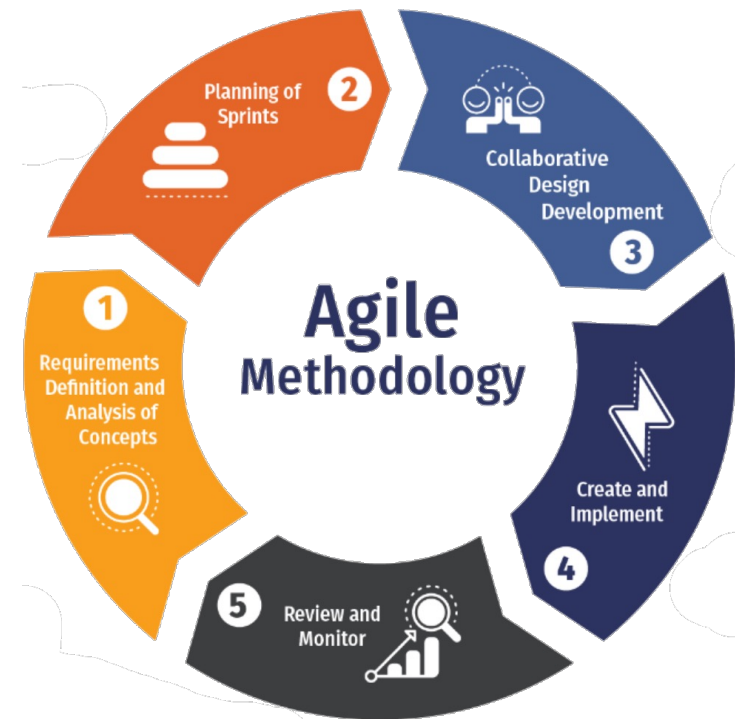 Agile
Methodology
1
Requirements
Definition and
Analysis of
Concepts
2
Planning of
Sprints
Collaborative
Design
Development
3
Create and
Implement
4
5
Review and
Monitor